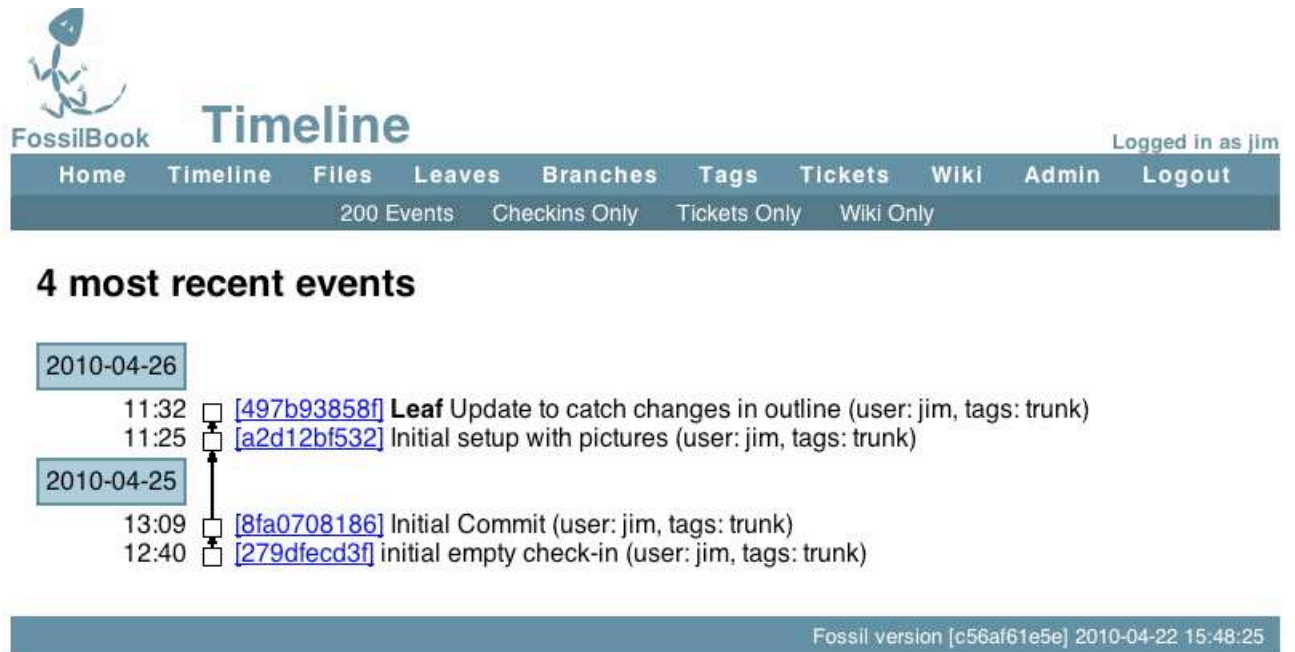 FossilBook
Timeline
Logged in as jim
Home Timeline Files Leaves Branches Tags Tickets Wiki Admin Logout
200 Events Checkins Only Tickets Only Wiki Only
4 most recent events
2010-04-26
11:32 [497b93858f] Leaf Update to catch changes in outline (user: jim, tags: trunk)
11:25 [a2d12bf532] Initial setup with pictures (user: jim, tags: trunk)
2010-04-25
13:09 [8fa0708186] Initial Commit (user: jim, tags: trunk)
12:40 [279dfecd3f] initial empty check-in (user: jim, tags: trunk)
Fossil version [c56af61e5e] 2010-04-22 15:48:25